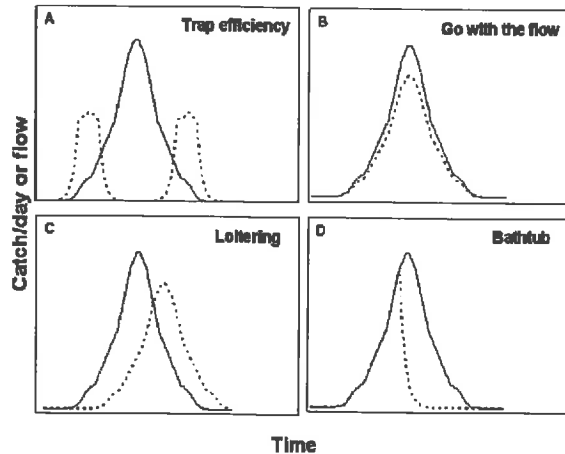 A Trap efficiency
B Go with the flow
C Loitering
D Bathtub
Catch/day or flow
Time